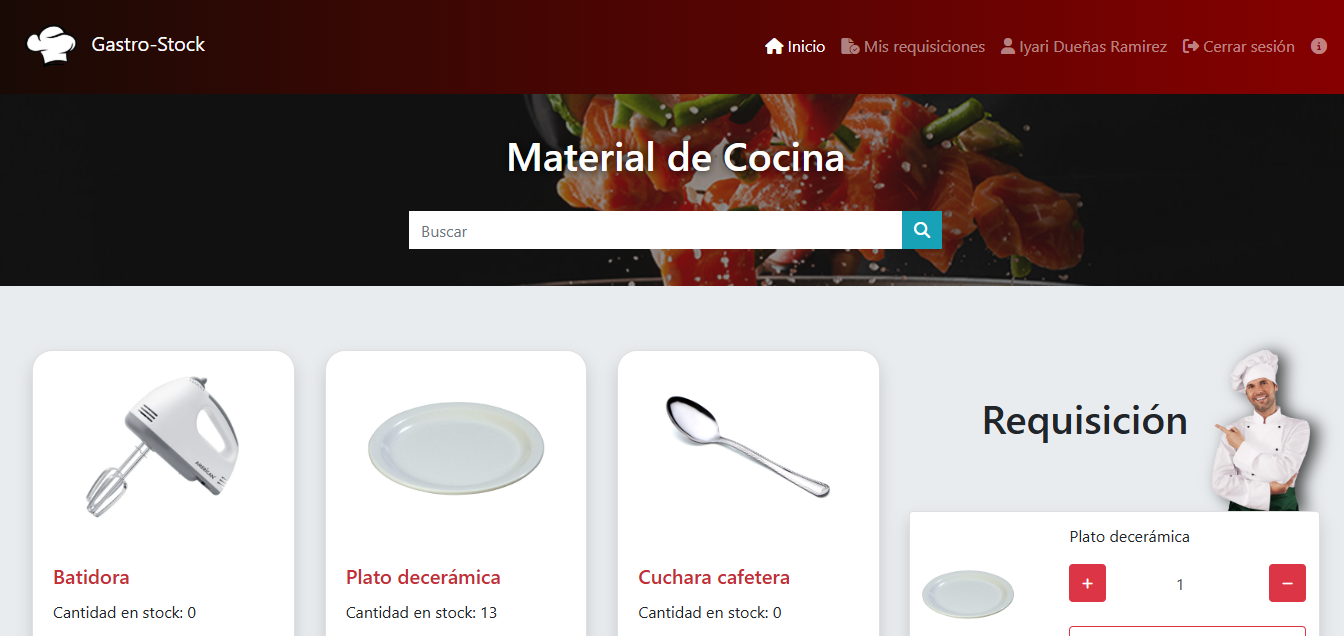 Gastro-Stock
Inicio
Mis requisiciones
Iyari Dueñas Ramirez
Cerrar sesión
Material de Cocina
Buscar
Requisición
AMERICAN
Batidora
Cantidad en stock: 0
Plato decerámica
Cantidad en stock: 13
Cuchara cafetera
Cantidad en stock: 0
Plato decerámica
+ 1 −